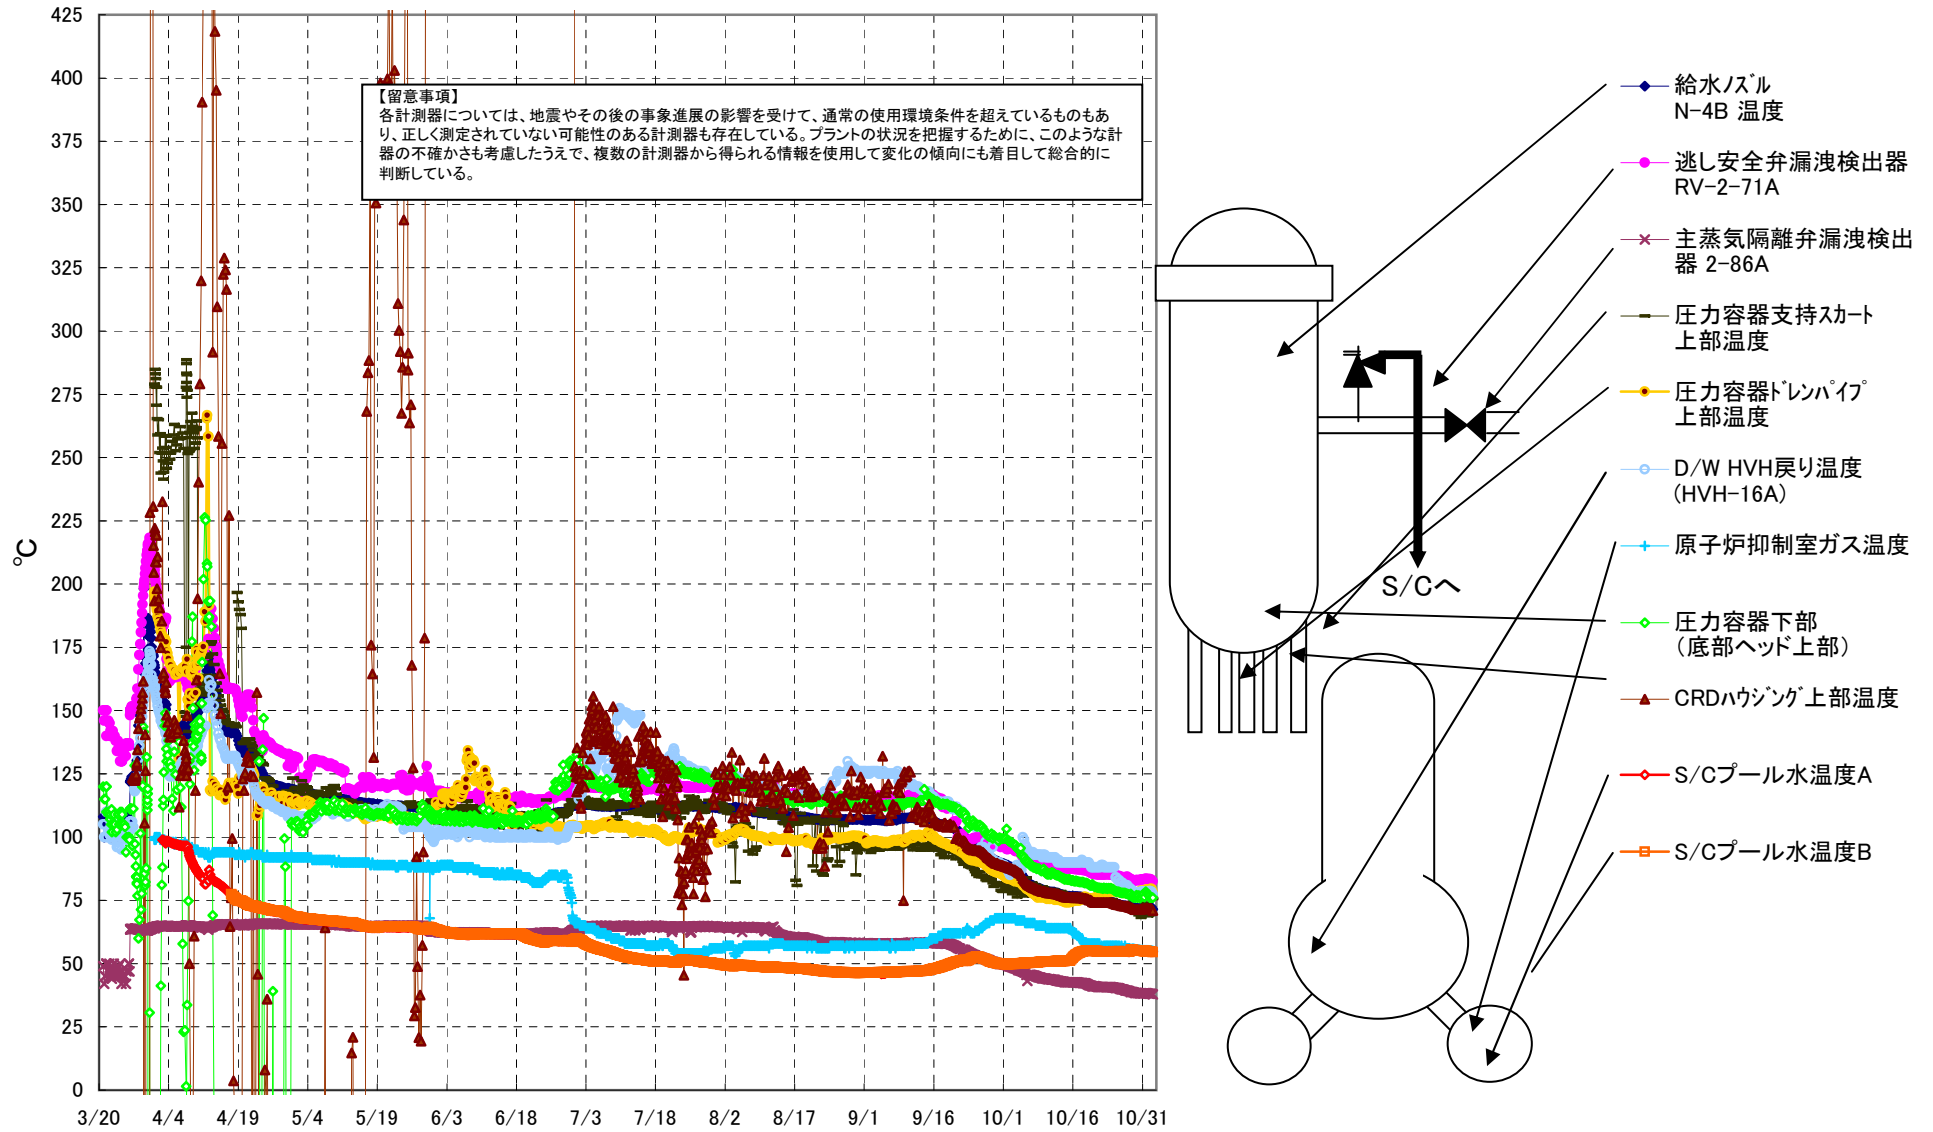 425
400
375
350
325
300
275
250
225
200
175
150
125
100
75
50
25
0
℃
3/20 4/4 4/19 5/4 5/19 6/3 6/18 7/3 7/18 8/2 8/17 9/1 9/16 10/1 10/16 10/31
【留意事項】
各計測器については、地震やその後の事象進展の影響を受けて、通常の使用環境条件を超えているものもあ
り、正しく測定されていない可能性のある計測器も存在している。プラントの状況を把握するために、このような計
器の不確かさも考慮したうえで、複数の計測器から得られる情報を使用して変化の傾向にも着目して総合的に
判断している。
S/Cへ
給水ﾉｽﾞﾙ
N-4B 温度
逃し安全弁漏洩検出器
RV-2-71A
主蒸気隔離弁漏洩検出
器 2-86A
圧力容器支持ｽｶｰﾄ
上部温度
圧力容器ﾄﾞﾚﾝﾊﾟｲﾌﾟ
上部温度
D/W HVH戻り温度
(HVH-16A)
原子炉抑制室ガス温度
圧力容器下部
（底部ヘッド上部）
CRDﾊｳｼﾞﾝｸﾞ上部温度
S/Cプール水温度A
S/Cプール水温度B